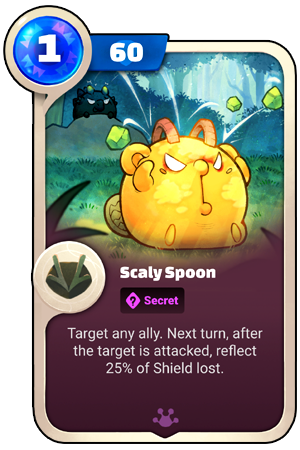 1
60
Scaly Spoon
Secret
Target any ally. Next turn, after
the target is attacked, reflect
25% of Shield lost.